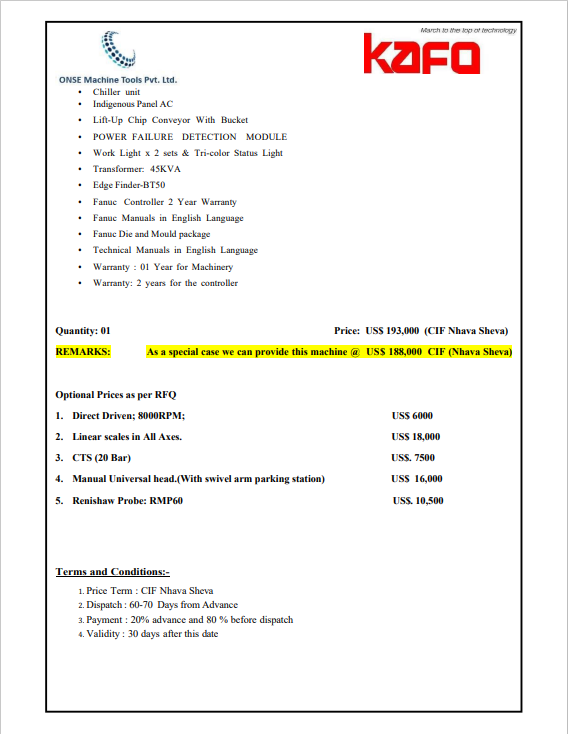 March to the top of technology
KAFO
ONSE Machine Tools Pvt. Ltd.
• Chiller unit
• Indigenous Panel AC
• Lift-Up Chip Conveyor With Bucket
• POWER FAILURE DETECTION MODULE
• Work Light x 2 sets & Tri-color Status Light
• Transformer: 45KVA
• Edge Finder-BT50
• Fanuc Controller 2 Year Warranty
• Fanuc Manuals in English Language
• Fanuc Die and Mould package
• Technical Manuals in English Language
• Warranty : 01 Year for Machinery
• Warranty: 2 years for the controller
Quantity: 01 Price: US$ 193,000 (CIF Nhava Sheva)
REMARKS: As a special case we can provide this machine @ US$ 188,000 CIF (Nhava Sheva)
Optional Prices as per RFQ
1. Direct Driven; 8000RPM; US$ 6000
2. Linear scales in All Axes. US$ 18,000
3. CTS (20 Bar) US$. 7500
4. Manual Universal head.(With swivel arm parking station) US$ 16,000
5. Renishaw Probe: RMP60 US$. 10,500
Terms and Conditions:-
1. Price Term : CIF Nhava Sheva
2. Dispatch : 60-70 Days from Advance
3. Payment : 20% advance and 80 % before dispatch
4. Validity : 30 days after this date